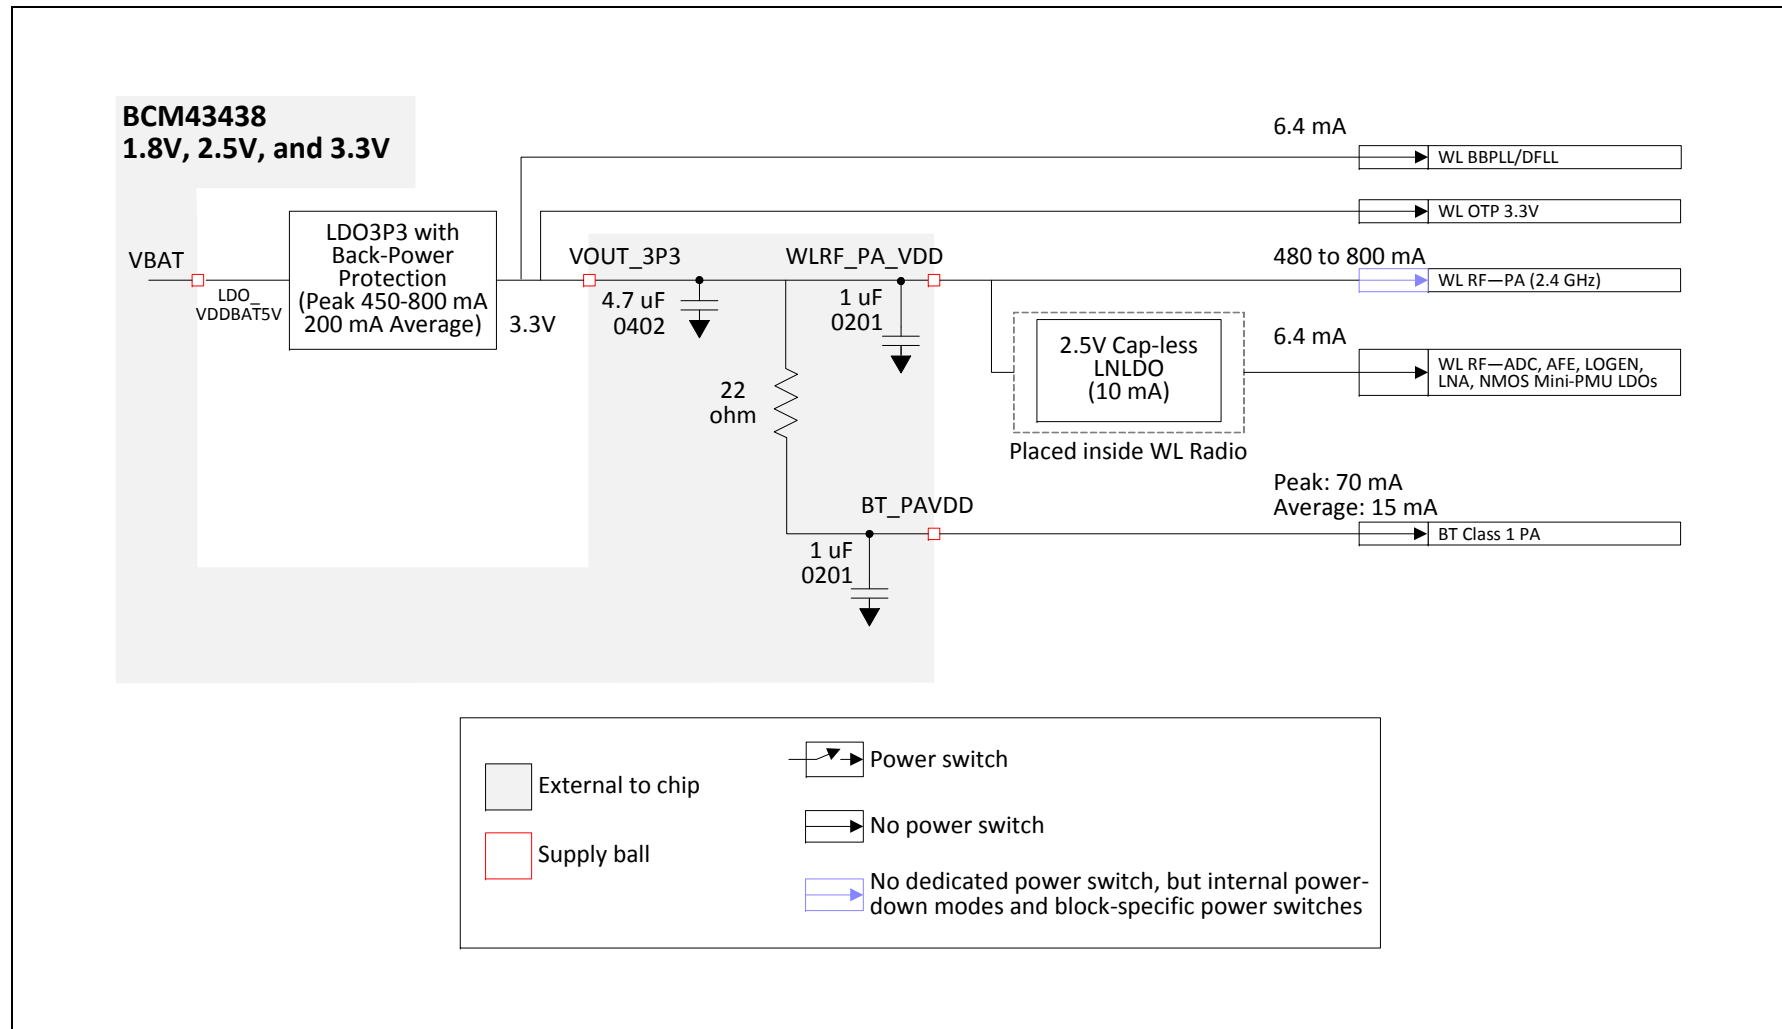 BCM43438
1.8V, 2.5V, and 3.3V
6.4 mA
WL BBPLL/DFLL
WL OTP 3.3V
VBAT
LDO_
VDDBAT5V
LDO3P3 with
Back-Power
Protection
(Peak 450-800 mA
200 mA Average)
3.3V
VOUT_3P3
4.7 uF
0402
WLRF_PA_VDD
1 uF
0201
480 to 800 mA
WL RF—PA (2.4 GHz)
22
ohm
2.5V Cap-less
LNLDO
(10 mA)
Placed inside WL Radio
6.4 mA
WL RF—ADC, AFE, LOGEN,
LNA, NMOS Mini-PMU LDOs
BT_PAVDD
1 uF
0201
Peak: 70 mA
Average: 15 mA
BT Class 1 PA
External to chip
Supply ball
Power switch
No power switch
No dedicated power switch, but internal power-
down modes and block-specific power switches